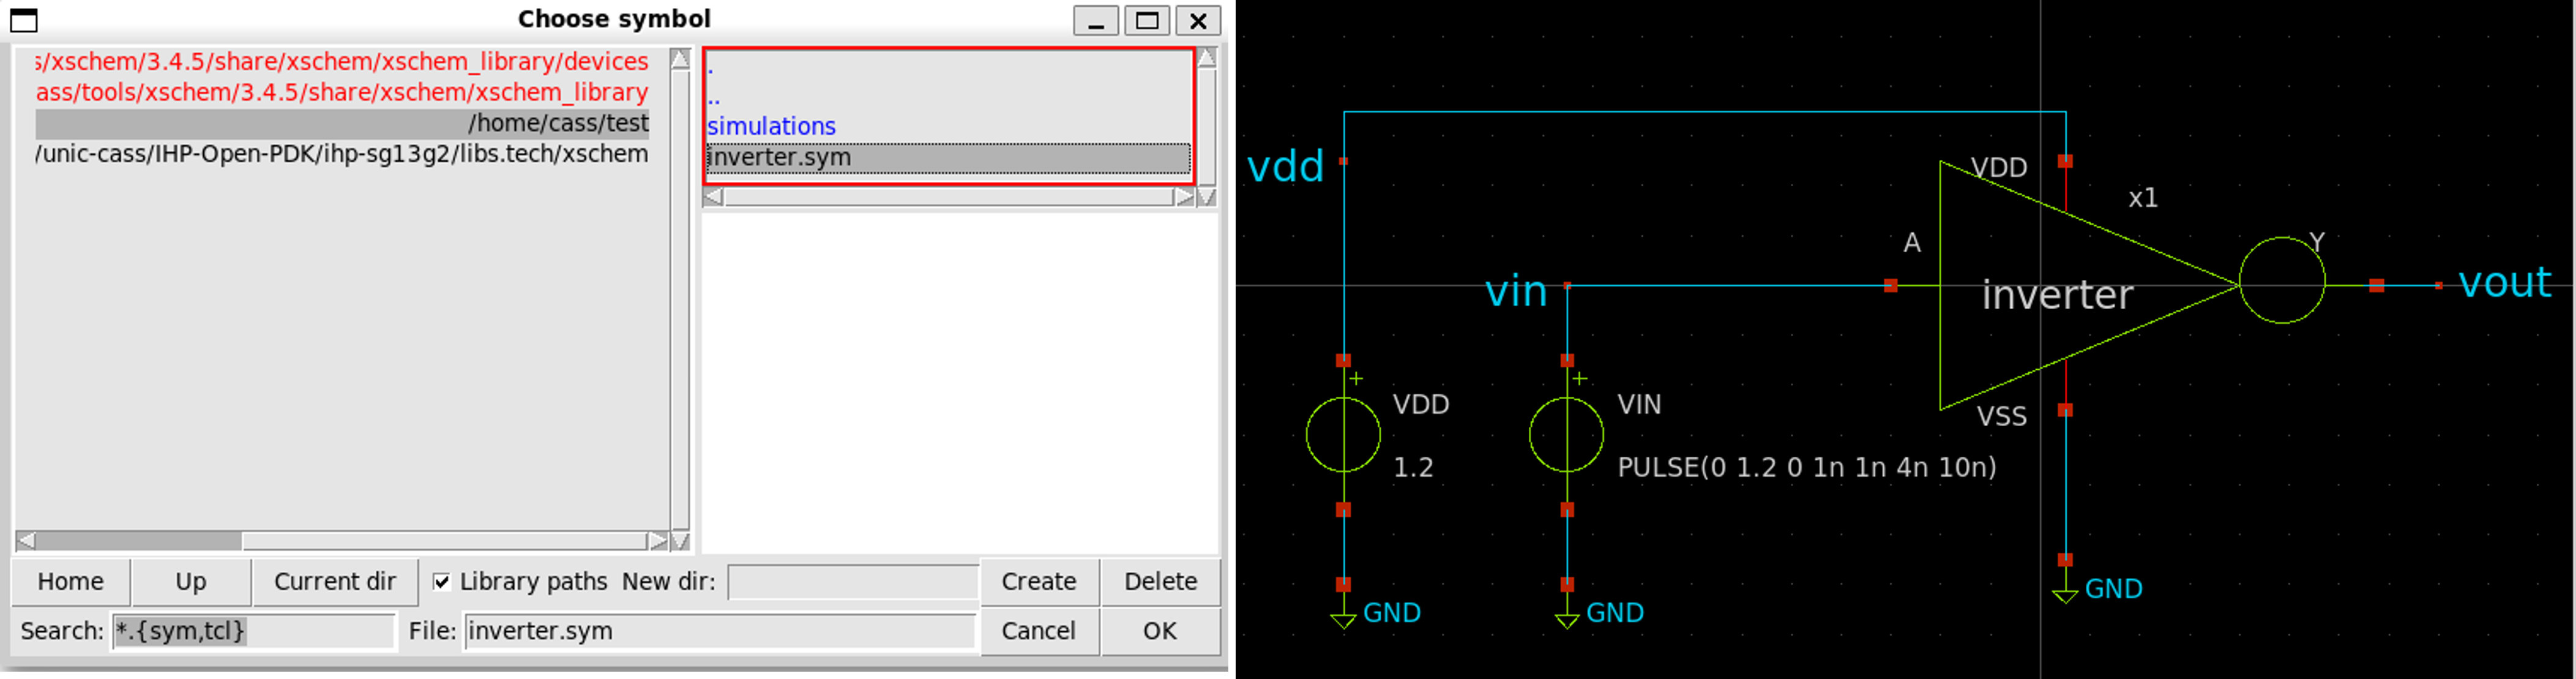 Choose symbol
s/xschem/3.4.5/share/xschem/xschem_library/devices
ass/tools/xschem/3.4.5/share/xschem/xschem_library
/home/cass/test
/unic-cass/IHP-Open-PDK/ihp-sg13g2/libs.tech/xschem
.
..
simulations
inverter.sym
Home Up Current dir Library paths New dir: Create Delete
Search: *.{sym,tcl} File: inverter.sym Cancel OK
vdd
VDD
x1
A
Y
vin
inverter
vout
+
+
VDD
VIN
VSS
1.2
PULSE(0 1.2 0 1n 1n 4n 10n)
GND
GND
GND